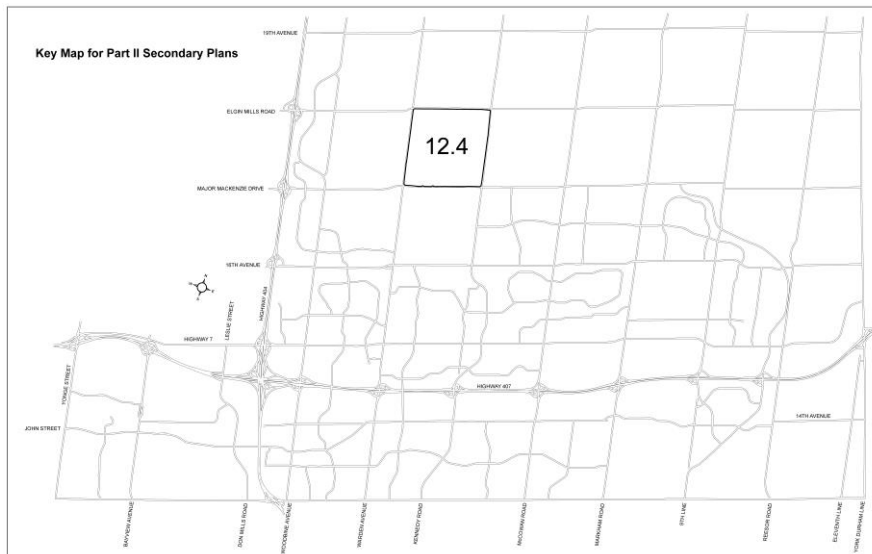 Key Map for Part II Secondary Plans
19TH AVENUE
ELGIN MILLS ROAD
12.4
MAJOR MACKENZIE DRIVE
16TH AVENUE
LESLIE STREET
HIGHWAY 404
HIGHWAY 7
HIGHWAY 407
YONGE STREET
14TH AVENUE
JOHN STREET
BAYVIEW AVENUE
DON MILLS ROAD
WOODBINE AVENUE
WARDEN AVENUE
KENNEDY ROAD
MCCOWAN ROAD
MARKHAM ROAD
9TH LINE
REESOR ROAD
ELEVENTH LINE
YORK DURHAM LINE